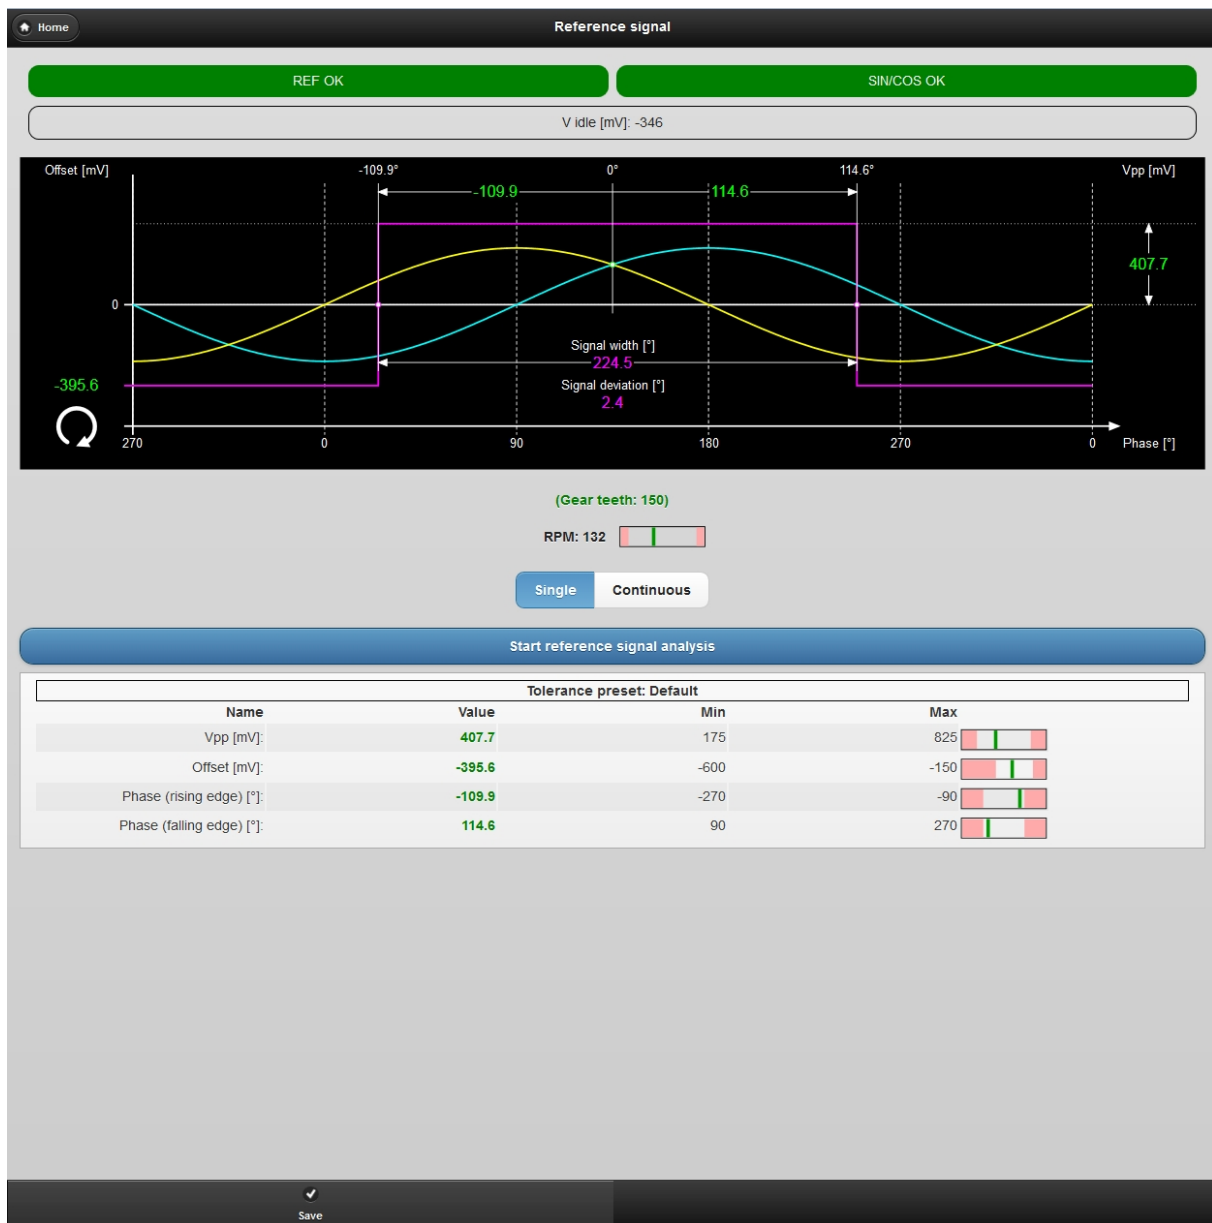 Home
Reference signal
REF OK
SIN/COS OK
V idle [mV]: -346
Offset [mV]
-109.9°
0°
114.6°
Vpp [mV]
-109.9
114.6
407.7
0
Signal width [°]
224.5
-395.6
Signal deviation [°]
2.4
270
0
90
180
270
0
Phase [°]
(Gear teeth: 150)
RPM: 132
Single
Continuous
Start reference signal analysis
Tolerance preset: Default
Name Value Min Max
Vpp [mV]: 407.7 175 825
Offset [mV]: -395.6 -600 -150
Phase (rising edge) [°]: -109.9 -270 -90
Phase (falling edge) [°]: 114.6 90 270
Save